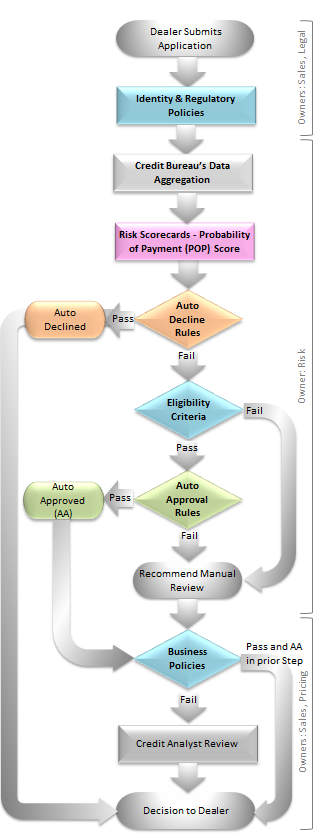 Dealer Submits
Application
Owners: Sales, Legal
Identity & Regulatory
Policies
Credit Bureau's Data
Aggregation
Risk Scorecards - Probability
of Payment (POP) Score
Auto
Decline
Rules
Pass
Auto
Declined
Fail
Owner: Risk
Eligibility
Criteria
Fail
Pass
Auto
Approval
Rules
Pass
Auto
Approved
(AA)
Fail
Recommend Manual
Review
Business
Policies
Pass and AA
in prior Step
Fail
Owners: Sales, Pricing
Credit Analyst Review
Decision to Dealer